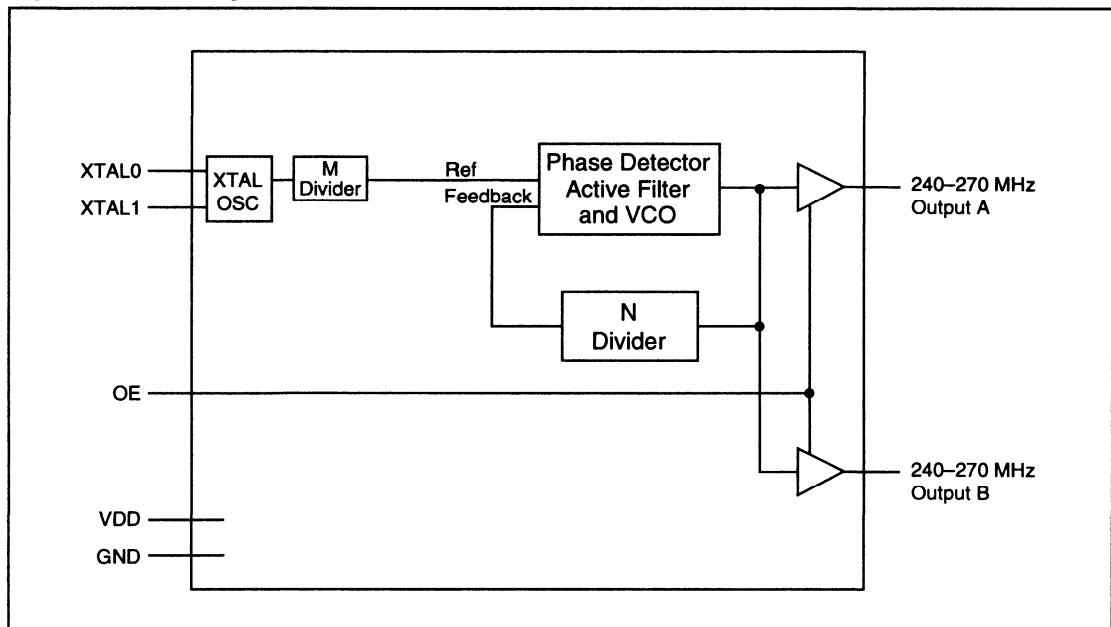 XTAL0
XTAL1
XTAL
OSC
M
Divider
Ref
Feedback
Phase Detector
Active Filter
and VCO
240–270 MHz
Output A
N
Divider
OE
240–270 MHz
Output B
VDD
GND